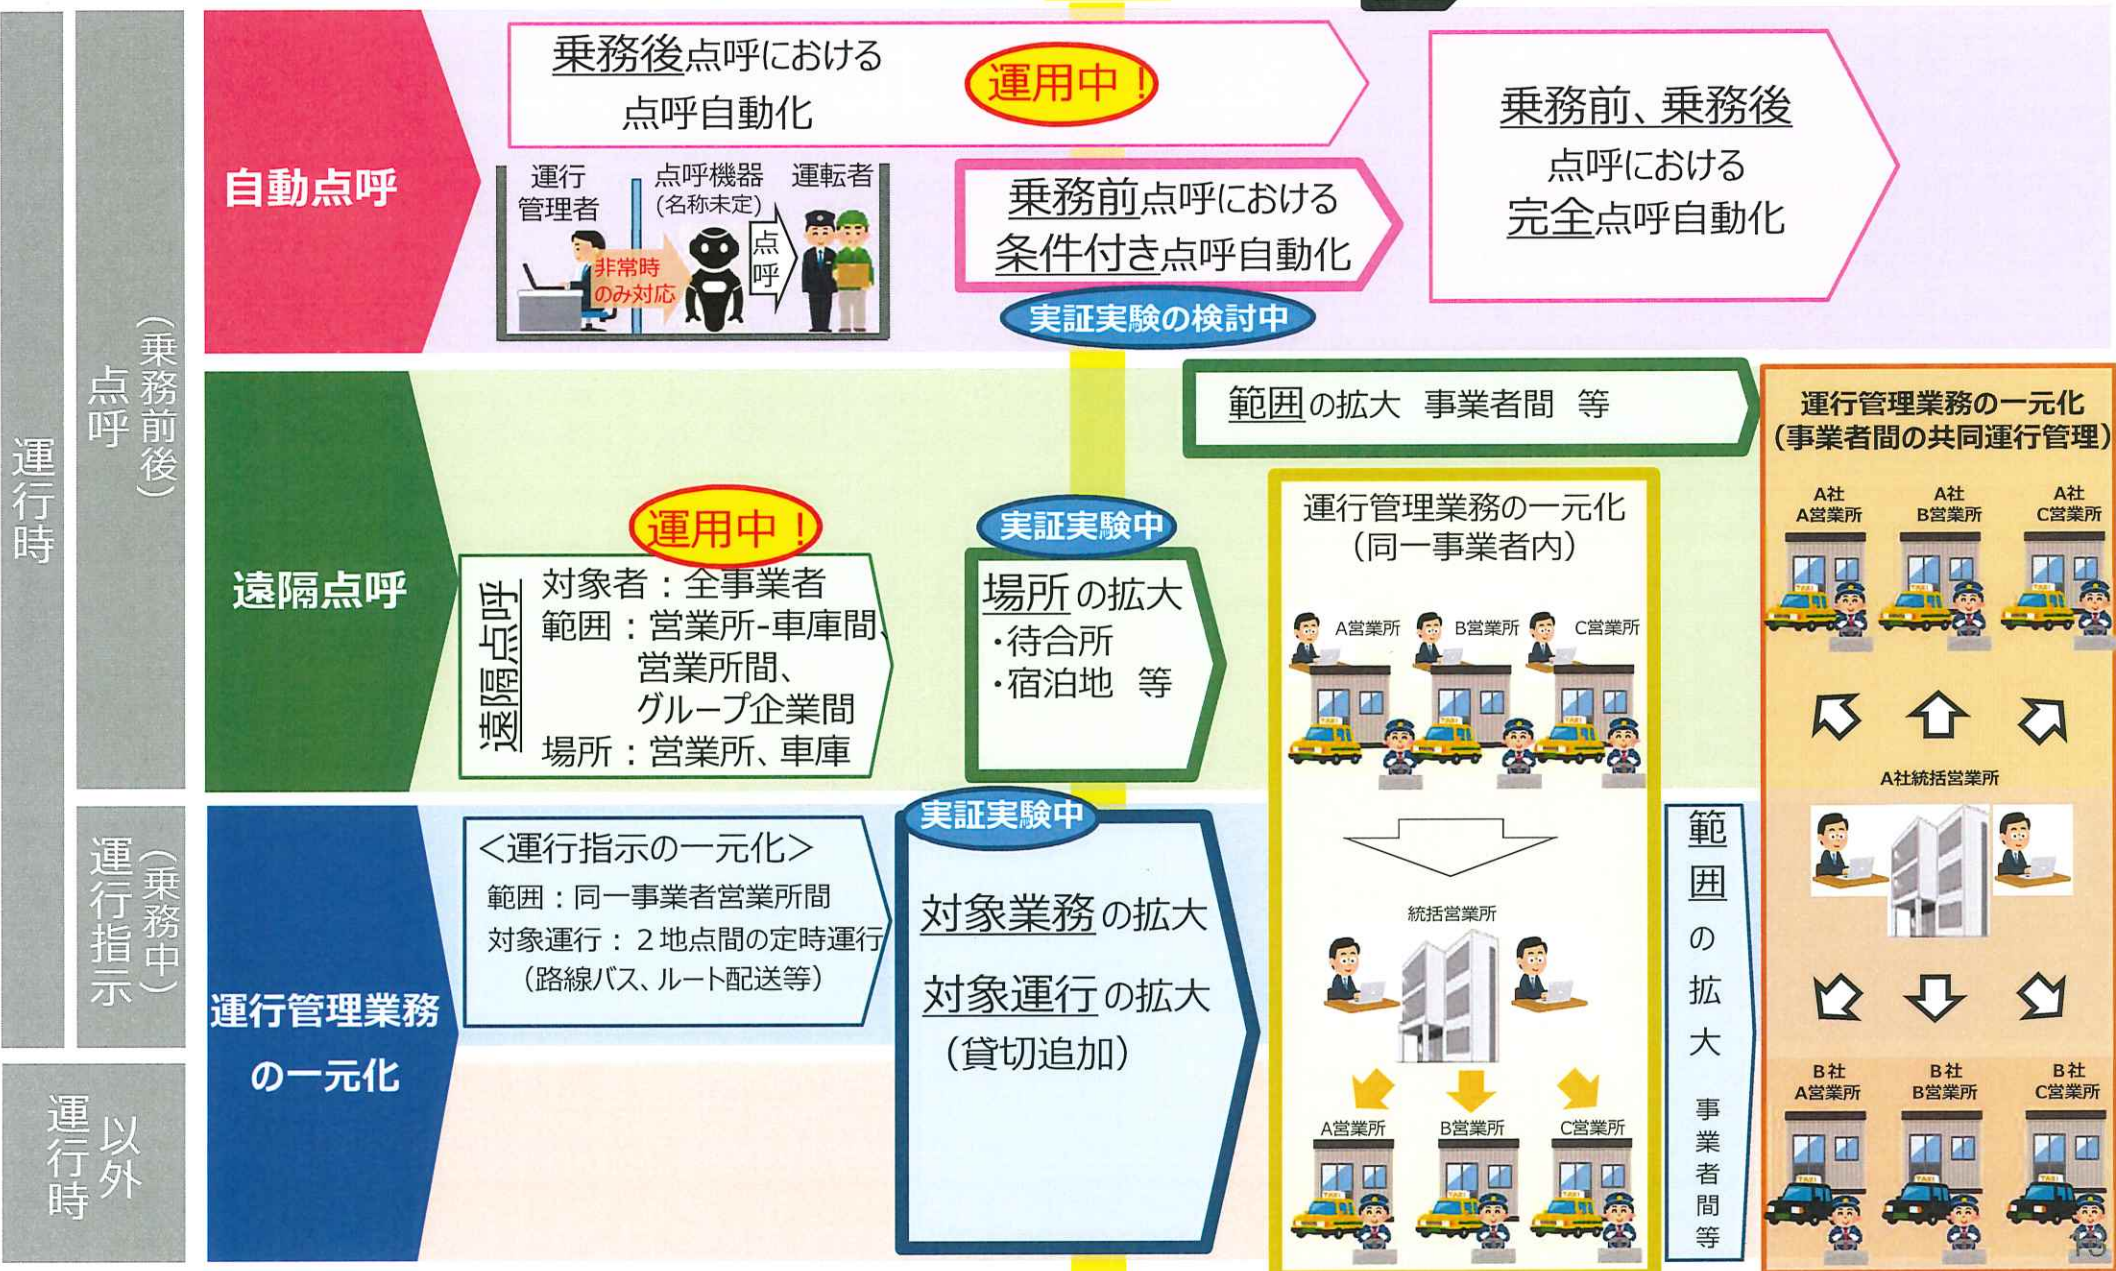 運行時
点呼
（乗務前後）
運行指示
（乗務中）
運行時
以外
自動点呼
乗務後点呼における
点呼自動化
運用中！
運行
管理者
点呼機器
(名称未定)
運転者
非常時
のみ対応
点呼
乗務前点呼における
条件付き点呼自動化
実証実験の検討中
乗務前、乗務後
点呼における
完全点呼自動化
遠隔点呼
運用中！
遠隔点呼
対象者：全事業者
範囲：営業所-車庫間、
営業所間、
グループ企業間
場所：営業所、車庫
実証実験中
場所の拡大
・待合所
・宿泊地 等
範囲の拡大 事業者間 等
運行管理業務の一元化
（同一事業者内）
A営業所
B営業所
C営業所
TAXI
TAXI
TAXI
統括営業所
A営業所
B営業所
C営業所
TAXI
TAXI
TAXI
運行管理業務
の一元化
＜運行指示の一元化＞
範囲：同一事業者営業所間
対象運行：２地点間の定時運行
（路線バス、ルート配送等）
実証実験中
対象業務の拡大
対象運行の拡大
（貸切追加）
範囲の拡大 事業者間等
運行管理業務の一元化
（事業者間の共同運行管理）
A社
A営業所
A社
B営業所
A社
C営業所
TAXI
TAXI
TAXI
A社統括営業所
B社
A営業所
B社
B営業所
B社
C営業所
TAXI
TAXI
TAXI